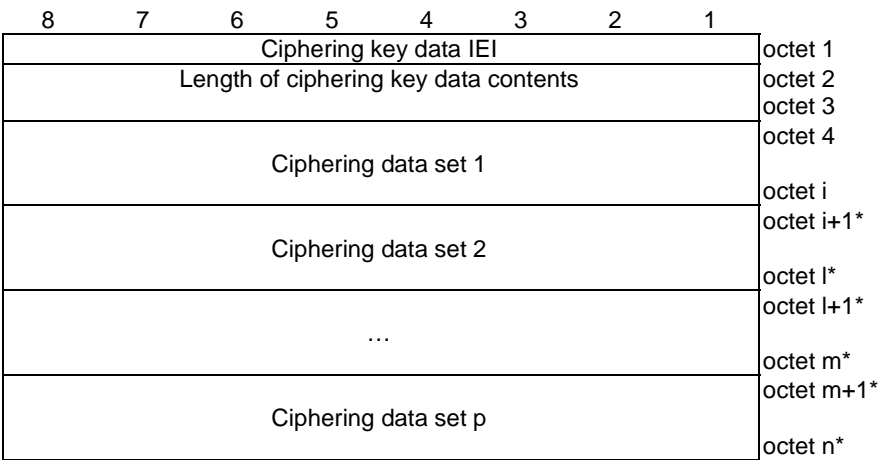 8 7 6 5 4 3 2 1
Ciphering key data IEI octet 1
Length of ciphering key data contents octet 2
octet 3
octet 4
Ciphering data set 1
octet i
octet i+1*
Ciphering data set 2
octet l*
octet l+1*
…
octet m*
octet m+1*
Ciphering data set p
octet n*